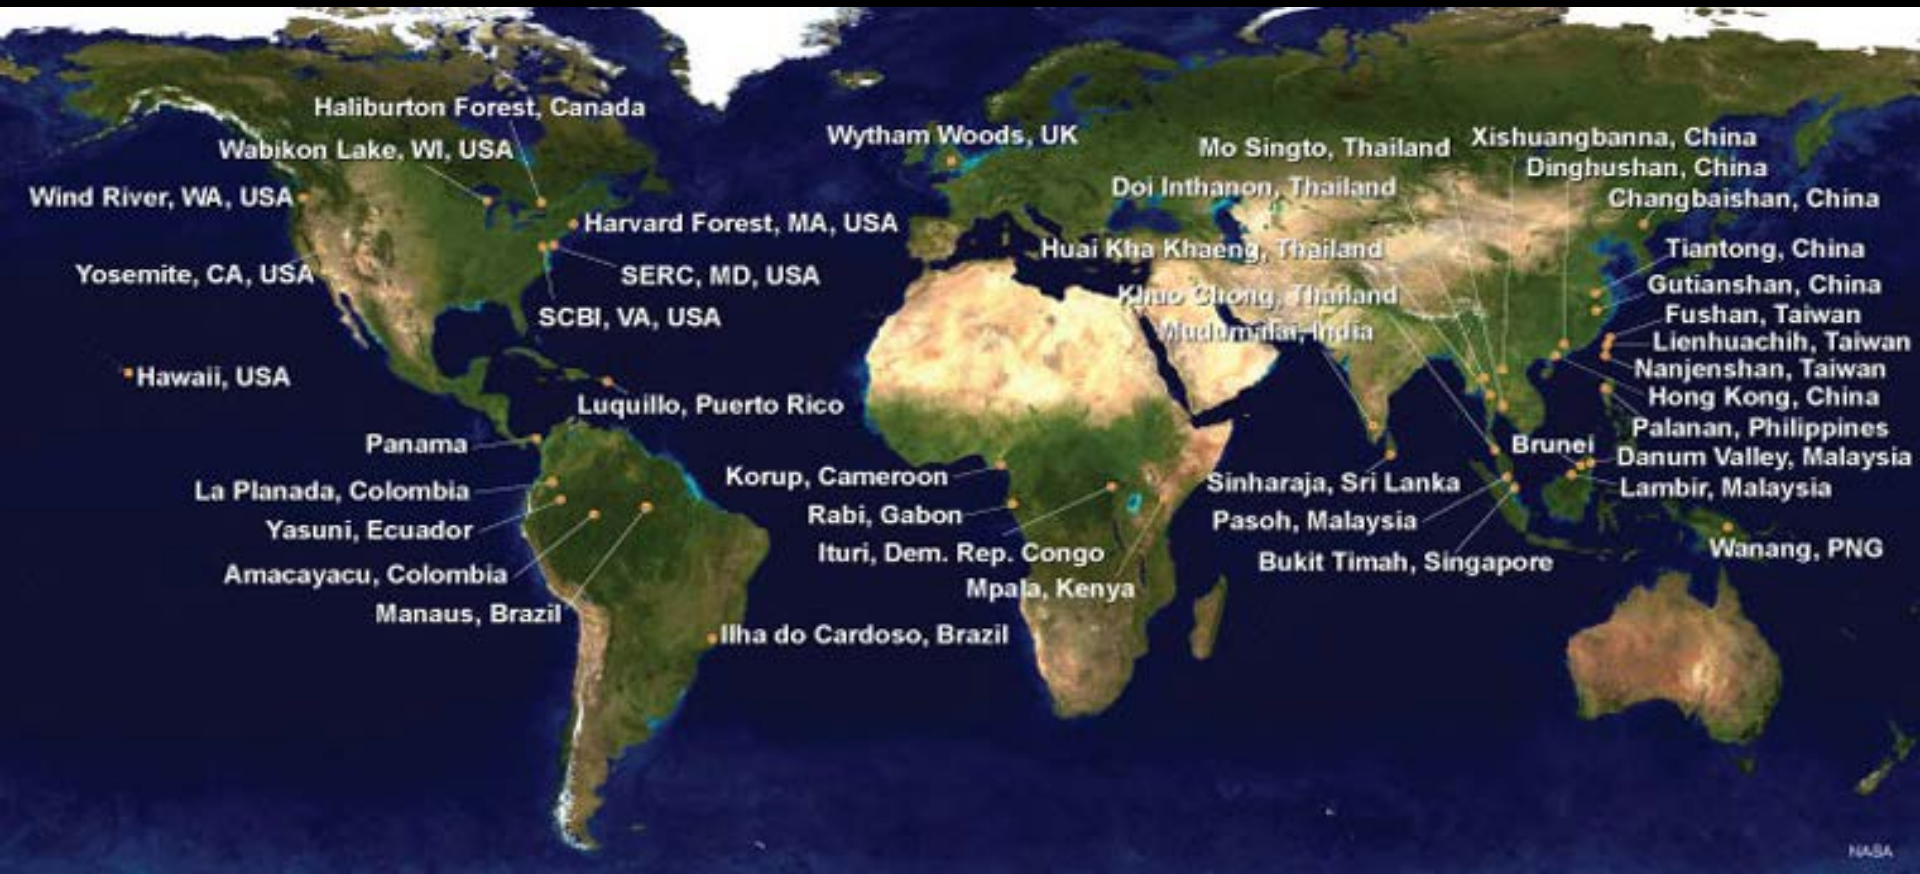 Haliburton Forest, Canada
Wabikon Lake, WI, USA
Wind River, WA, USA
Harvard Forest, MA, USA
Yosemite, CA, USA
SERC, MD, USA
SCBI, VA, USA
Hawaii, USA
Luquillo, Puerto Rico
Panama
La Planada, Colombia
Yasuni, Ecuador
Amacayacu, Colombia
Manaus, Brazil
Ilha do Cardoso, Brazil
Wytham Woods, UK
Korup, Cameroon
Rabi, Gabon
Ituri, Dem. Rep. Congo
Mpala, Kenya
Mo Singto, Thailand
Doi Inthanon, Thailand
Huai Kha Khaeng, Thailand
Khao Chong, Thailand
Mudumalai, India
Sinharaja, Sri Lanka
Pasoh, Malaysia
Bukit Timah, Singapore
Xishuangbanna, China
Dinghushan, China
Changbaishan, China
Tiantong, China
Gutianshan, China
Fushan, Taiwan
Lienhuachih, Taiwan
Nanjenshan, Taiwan
Hong Kong, China
Palanan, Philippines
Brunei
Danum Valley, Malaysia
Lambir, Malaysia
Wanang, PNG
NASA